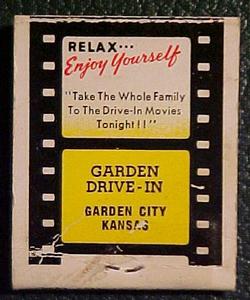 RELAX...
Enjoy Yourself
"Take The Whole Family
To The Drive-In Movies
Tonight!!"
GARDEN
DRIVE-IN
GARDEN CITY
KANSAS